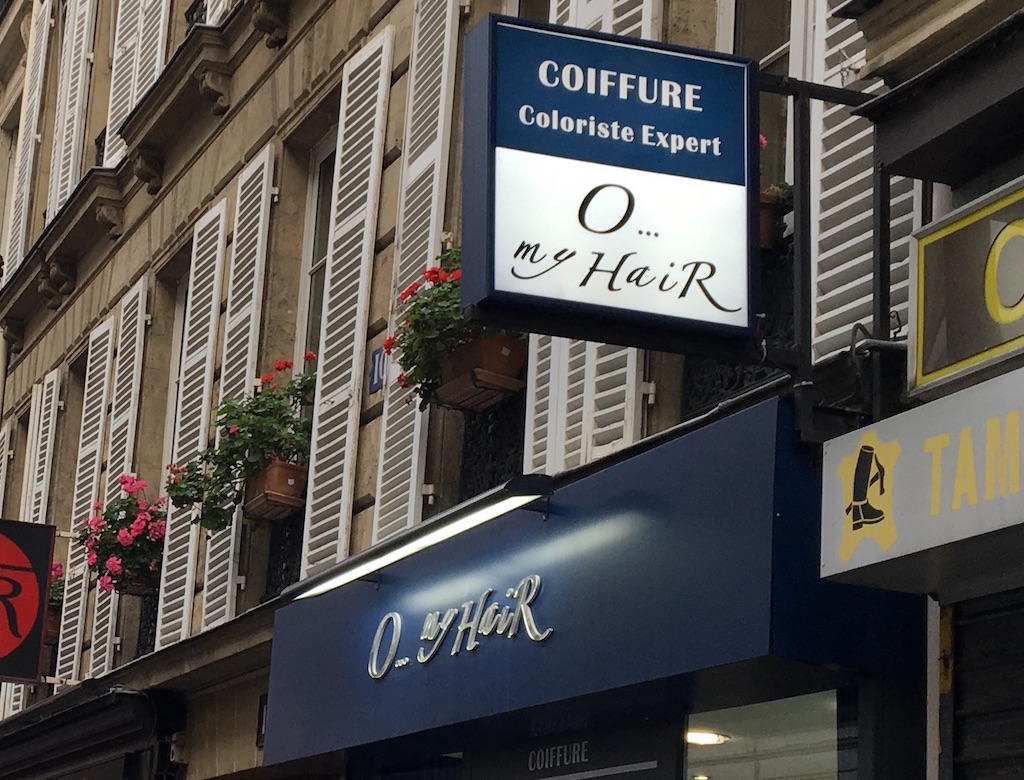 COIFFURE
Coloriste Expert
O...
my HaiR
O... my HaiR
COIFFURE
TAM
R